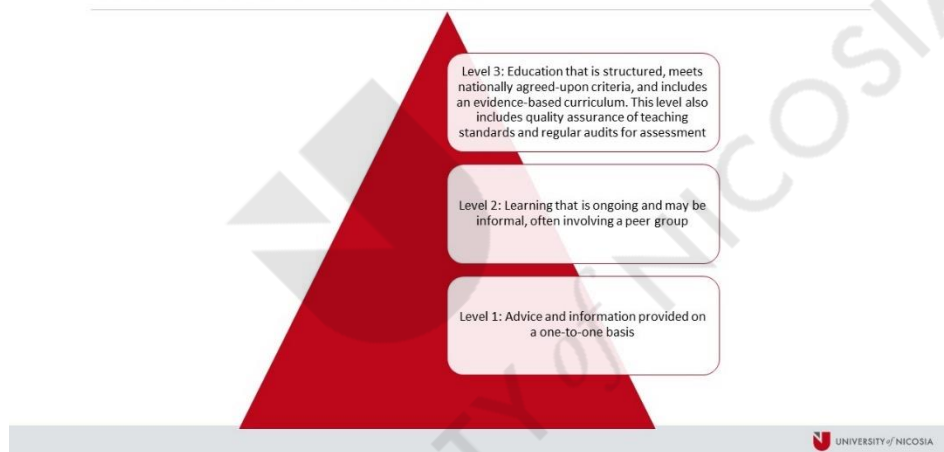 Level 3: Education that is structured, meets
nationally agreed-upon criteria, and includes
an evidence-based curriculum. This level also
includes quality assurance of teaching
standards and regular audits for assessment
Level 2: Learning that is ongoing and may be
informal, often involving a peer group
Level 1: Advice and information provided on
a one-to-one basis
TY of NICOSIA
UNIVERSITY of NICOSIA